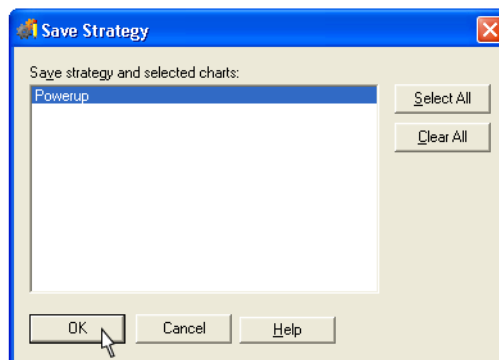 Save Strategy
Save strategy and selected charts:
Powerup
Select All
Clear All
OK
Cancel
Help